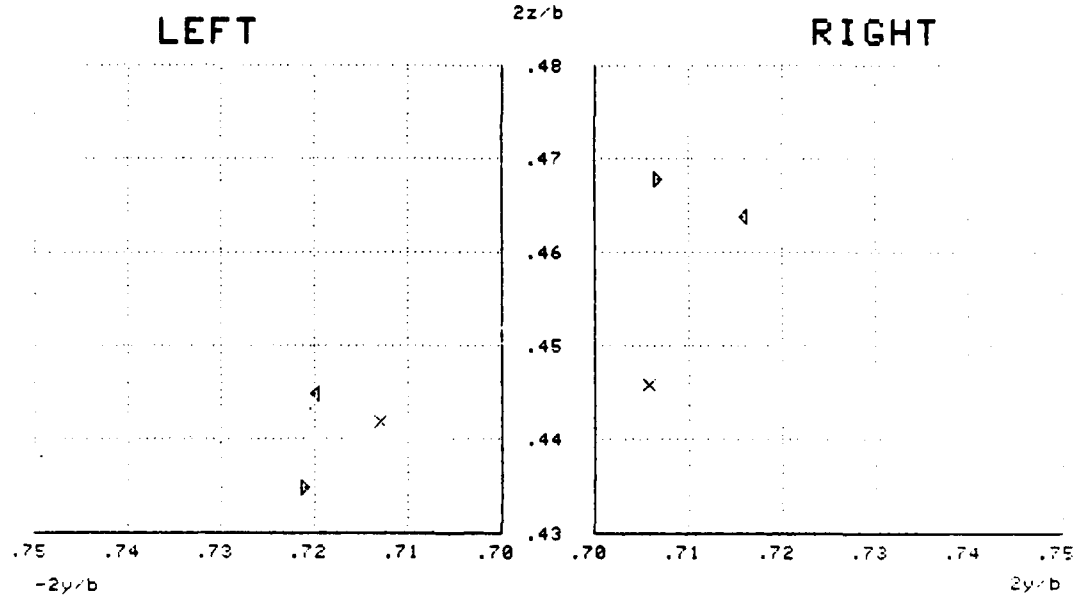 2z/b
LEFT
RIGHT
.48
.47
.46
.45
.44
.43
.75 .74 .73 .72 .71 .70
.70 .71 .72 .73 .74 .75
-2y/b
2y/b